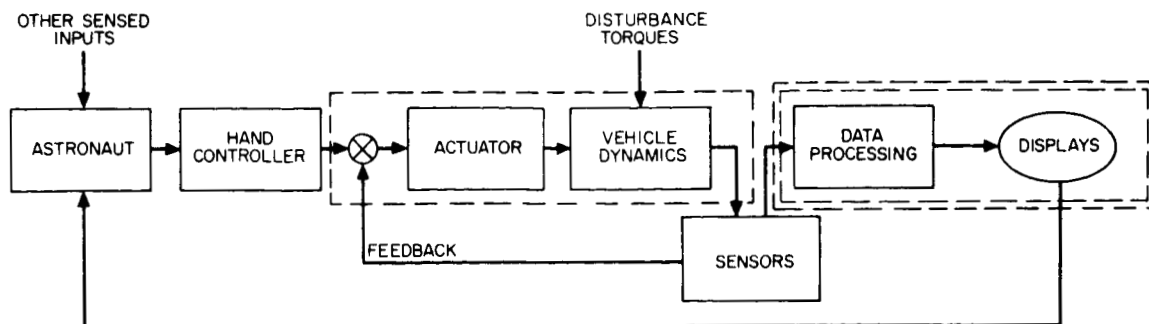 OTHER SENSED
INPUTS
DISTURBANCE
TORQUES
ASTRONAUT
HAND
CONTROLLER
ACTUATOR
VEHICLE
DYNAMICS
DATA
PROCESSING
DISPLAYS
FEEDBACK
SENSORS